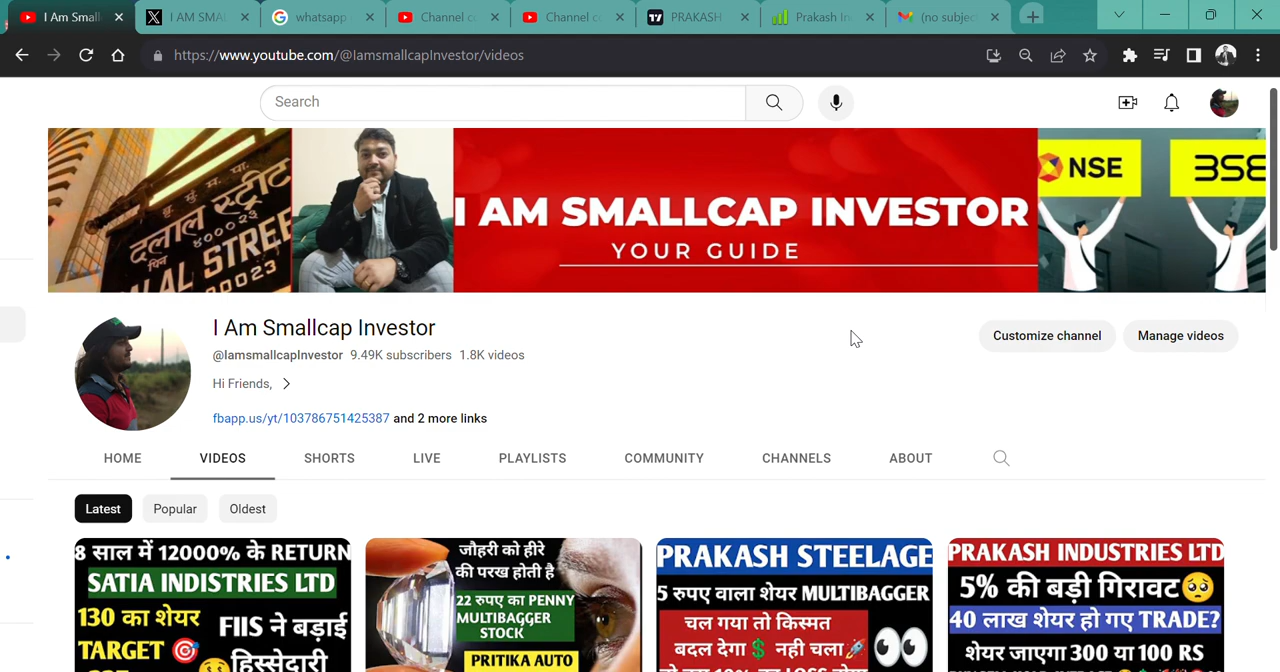 I Am Small
I AM SMAL
whatsapp
Channel c
Channel c
PRAKASH
Prakash In
(no subjec
https://www.youtube.com/@IamsmallcapInvestor/videos
Search
दलाल स्ट्रीट
DALAL STREET
I AM SMALLCAP INVESTOR
YOUR GUIDE
NSE
BSE
I Am Smallcap Investor
@IamsmallcapInvestor 9.49K subscribers 1.8K videos
Hi Friends,
fbapp.us/yt/103786751425387 and 2 more links
Customize channel
Manage videos
HOME
VIDEOS
SHORTS
LIVE
PLAYLISTS
COMMUNITY
CHANNELS
ABOUT
Latest
Popular
Oldest
8 साल में 12000% के RETURN
SATIA INDISTRIES LTD
130 का शेयर
TARGET 🎯
FIIS ने बढ़ाई
हिस्सेदारी
जौहरी को हीरे
की परख होती है
22 रुपए का PENNY
MULTIBAGGER
STOCK
PRITIKA AUTO
PRAKASH STEELAGE
5 रुपए वाला शेयर MULTIBAGGER
चल गया तो किस्मत
बदल देगा 💲 नही चला 🚀
PRAKASH INDUSTRIES LTD
5% की बड़ी गिरावट 🥺
40 लाख शेयर हो गए TRADE?
शेयर जाएगा 300 या 100 RS